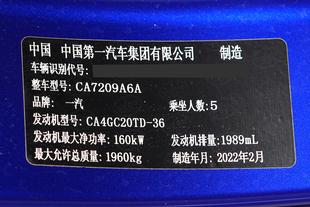 中国 中国第一汽车集团有限公司 制造
车辆识别代号:
整车型号: CA7209A6A
品牌: 一汽 乘坐人数: 5
发动机型号: CA4GC20TD-36
发动机最大净功率: 160kW 发动机排量: 1989mL
最大允许总质量: 1960kg 制造年月: 2022年2月